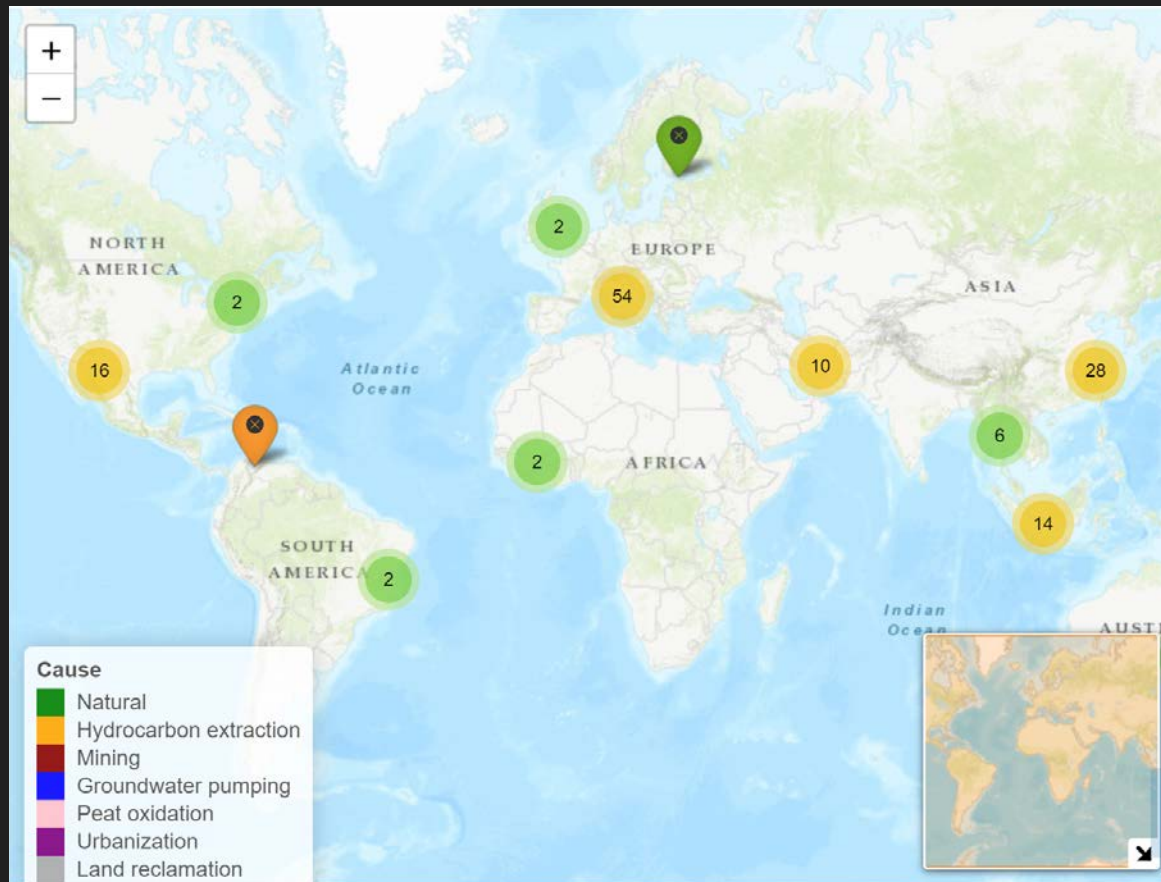 +
−
NORTH
AMERICA
2
16
Atlantic
Ocean
2
EUROPE
54
ASIA
10
28
6
2
AFRICA
14
SOUTH
AMERICA
2
Indian
Ocean
AUST
Cause
Natural
Hydrocarbon extraction
Mining
Groundwater pumping
Peat oxidation
Urbanization
Land reclamation